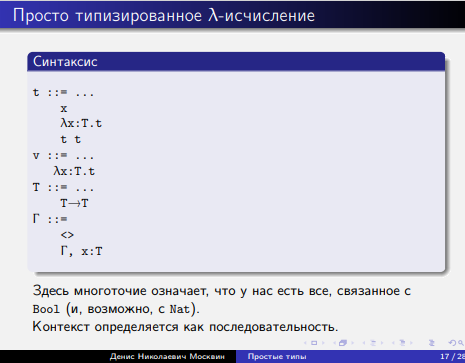 Просто типизированное λ-исчисление
Синтаксис
t ::= ...
x
λx:T.t
t t
v ::= ...
λx:T.t
T ::= ...
T→T
Γ ::=
<>
Γ, x:T
Здесь многоточие означает, что у нас есть все, связанное с
Bool (и, возможно, с Nat).
Контекст определяется как последовательность.
Денис Николаевич Москвин
Простые типы
17 / 28